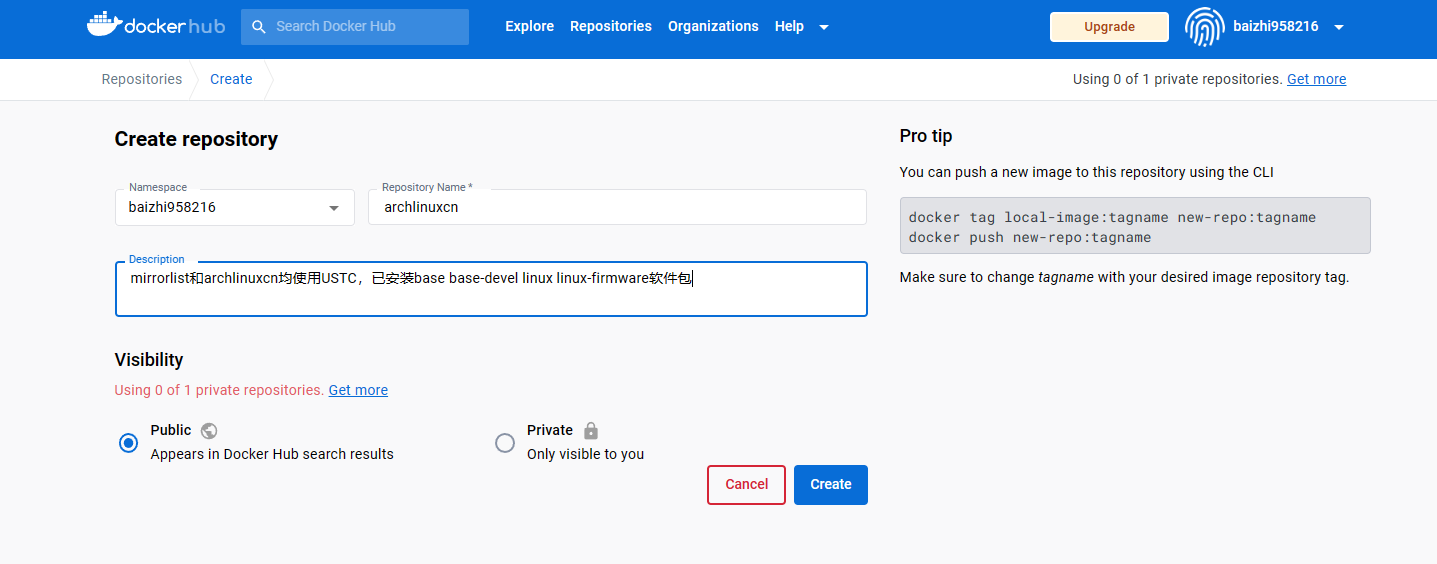 docker hub Search Docker Hub Explore Repositories Organizations Help Upgrade baizhi958216
Repositories Create Using 0 of 1 private repositories. Get more
Create repository
Namespace Repository Name *
baizhi958216 archlinuxcn
Description
mirrorlist和archlinuxcn均使用USTC，已安装base base-devel linux linux-firmware软件包
Visibility
Using 0 of 1 private repositories. Get more
Public Private
Appears in Docker Hub search results Only visible to you
Cancel Create
Pro tip
You can push a new image to this repository using the CLI
docker tag local-image:tagname new-repo:tagname
docker push new-repo:tagname
Make sure to change tagname with your desired image repository tag.